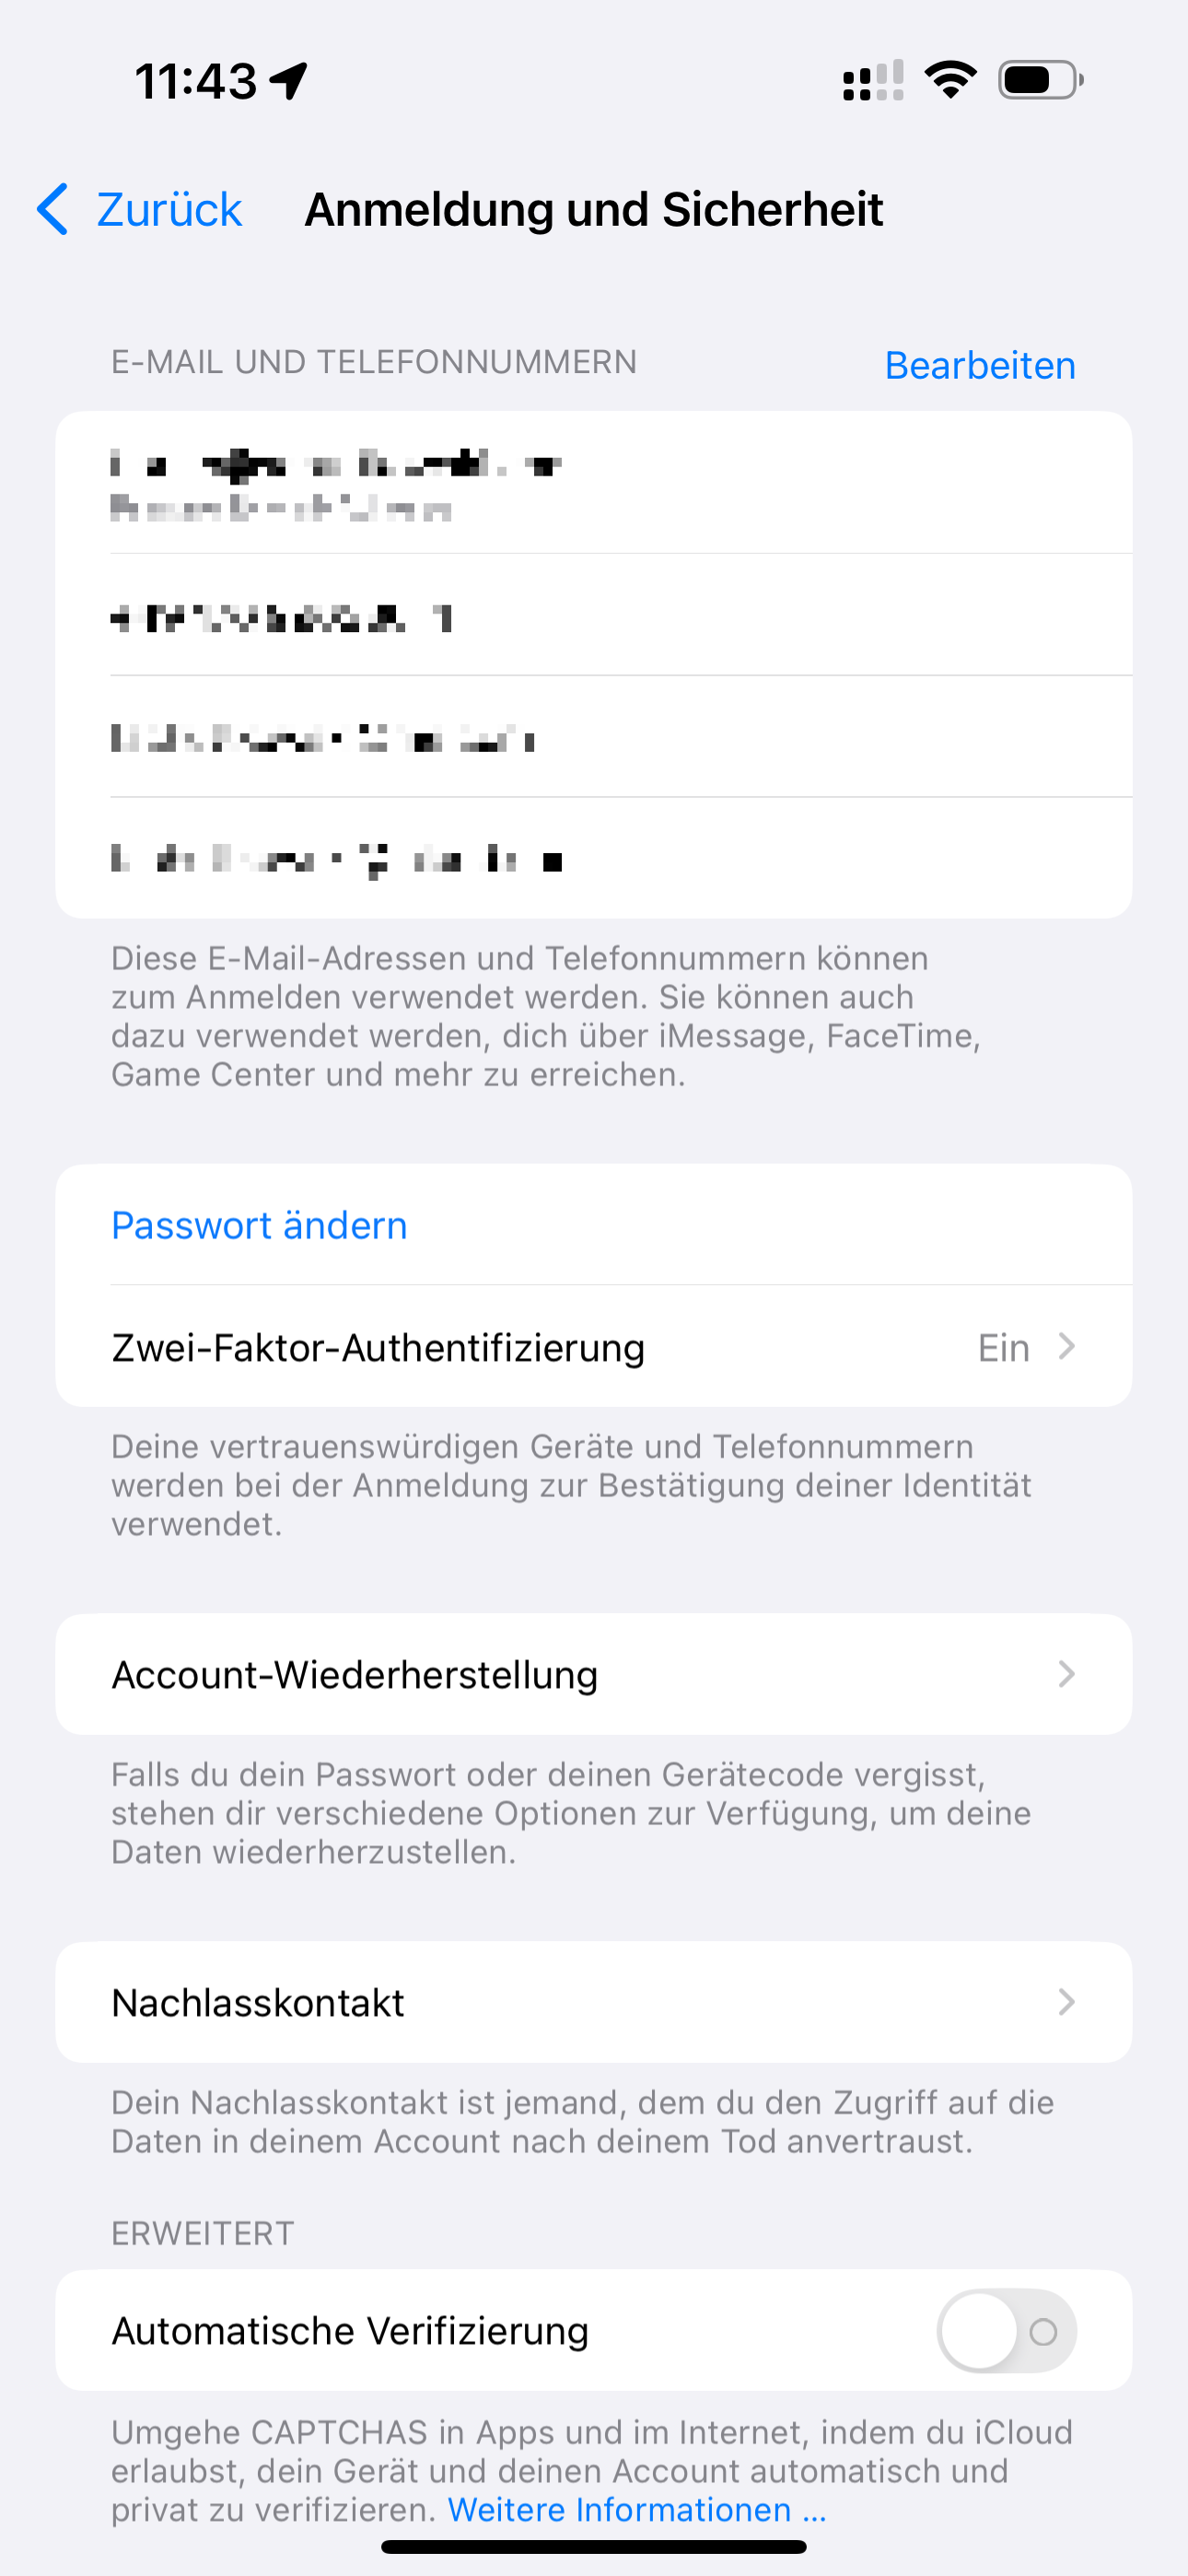 11:43
Zurück
Anmeldung und Sicherheit
E-MAIL UND TELEFONNUMMERN
Bearbeiten
Diese E-Mail-Adressen und Telefonnummern können
zum Anmelden verwendet werden. Sie können auch
dazu verwendet werden, dich über iMessage, FaceTime,
Game Center und mehr zu erreichen.
Passwort ändern
Zwei-Faktor-Authentifizierung Ein
Deine vertrauenswürdigen Geräte und Telefonnummern
werden bei der Anmeldung zur Bestätigung deiner Identität
verwendet.
Account-Wiederherstellung
Falls du dein Passwort oder deinen Gerätecode vergisst,
stehen dir verschiedene Optionen zur Verfügung, um deine
Daten wiederherzustellen.
Nachlasskontakt
Dein Nachlasskontakt ist jemand, dem du den Zugriff auf die
Daten in deinem Account nach deinem Tod anvertraust.
ERWEITERT
Automatische Verifizierung
Umgehe CAPTCHAS in Apps und im Internet, indem du iCloud
erlaubst, dein Gerät und deinen Account automatisch und
privat zu verifizieren. Weitere Informationen ...